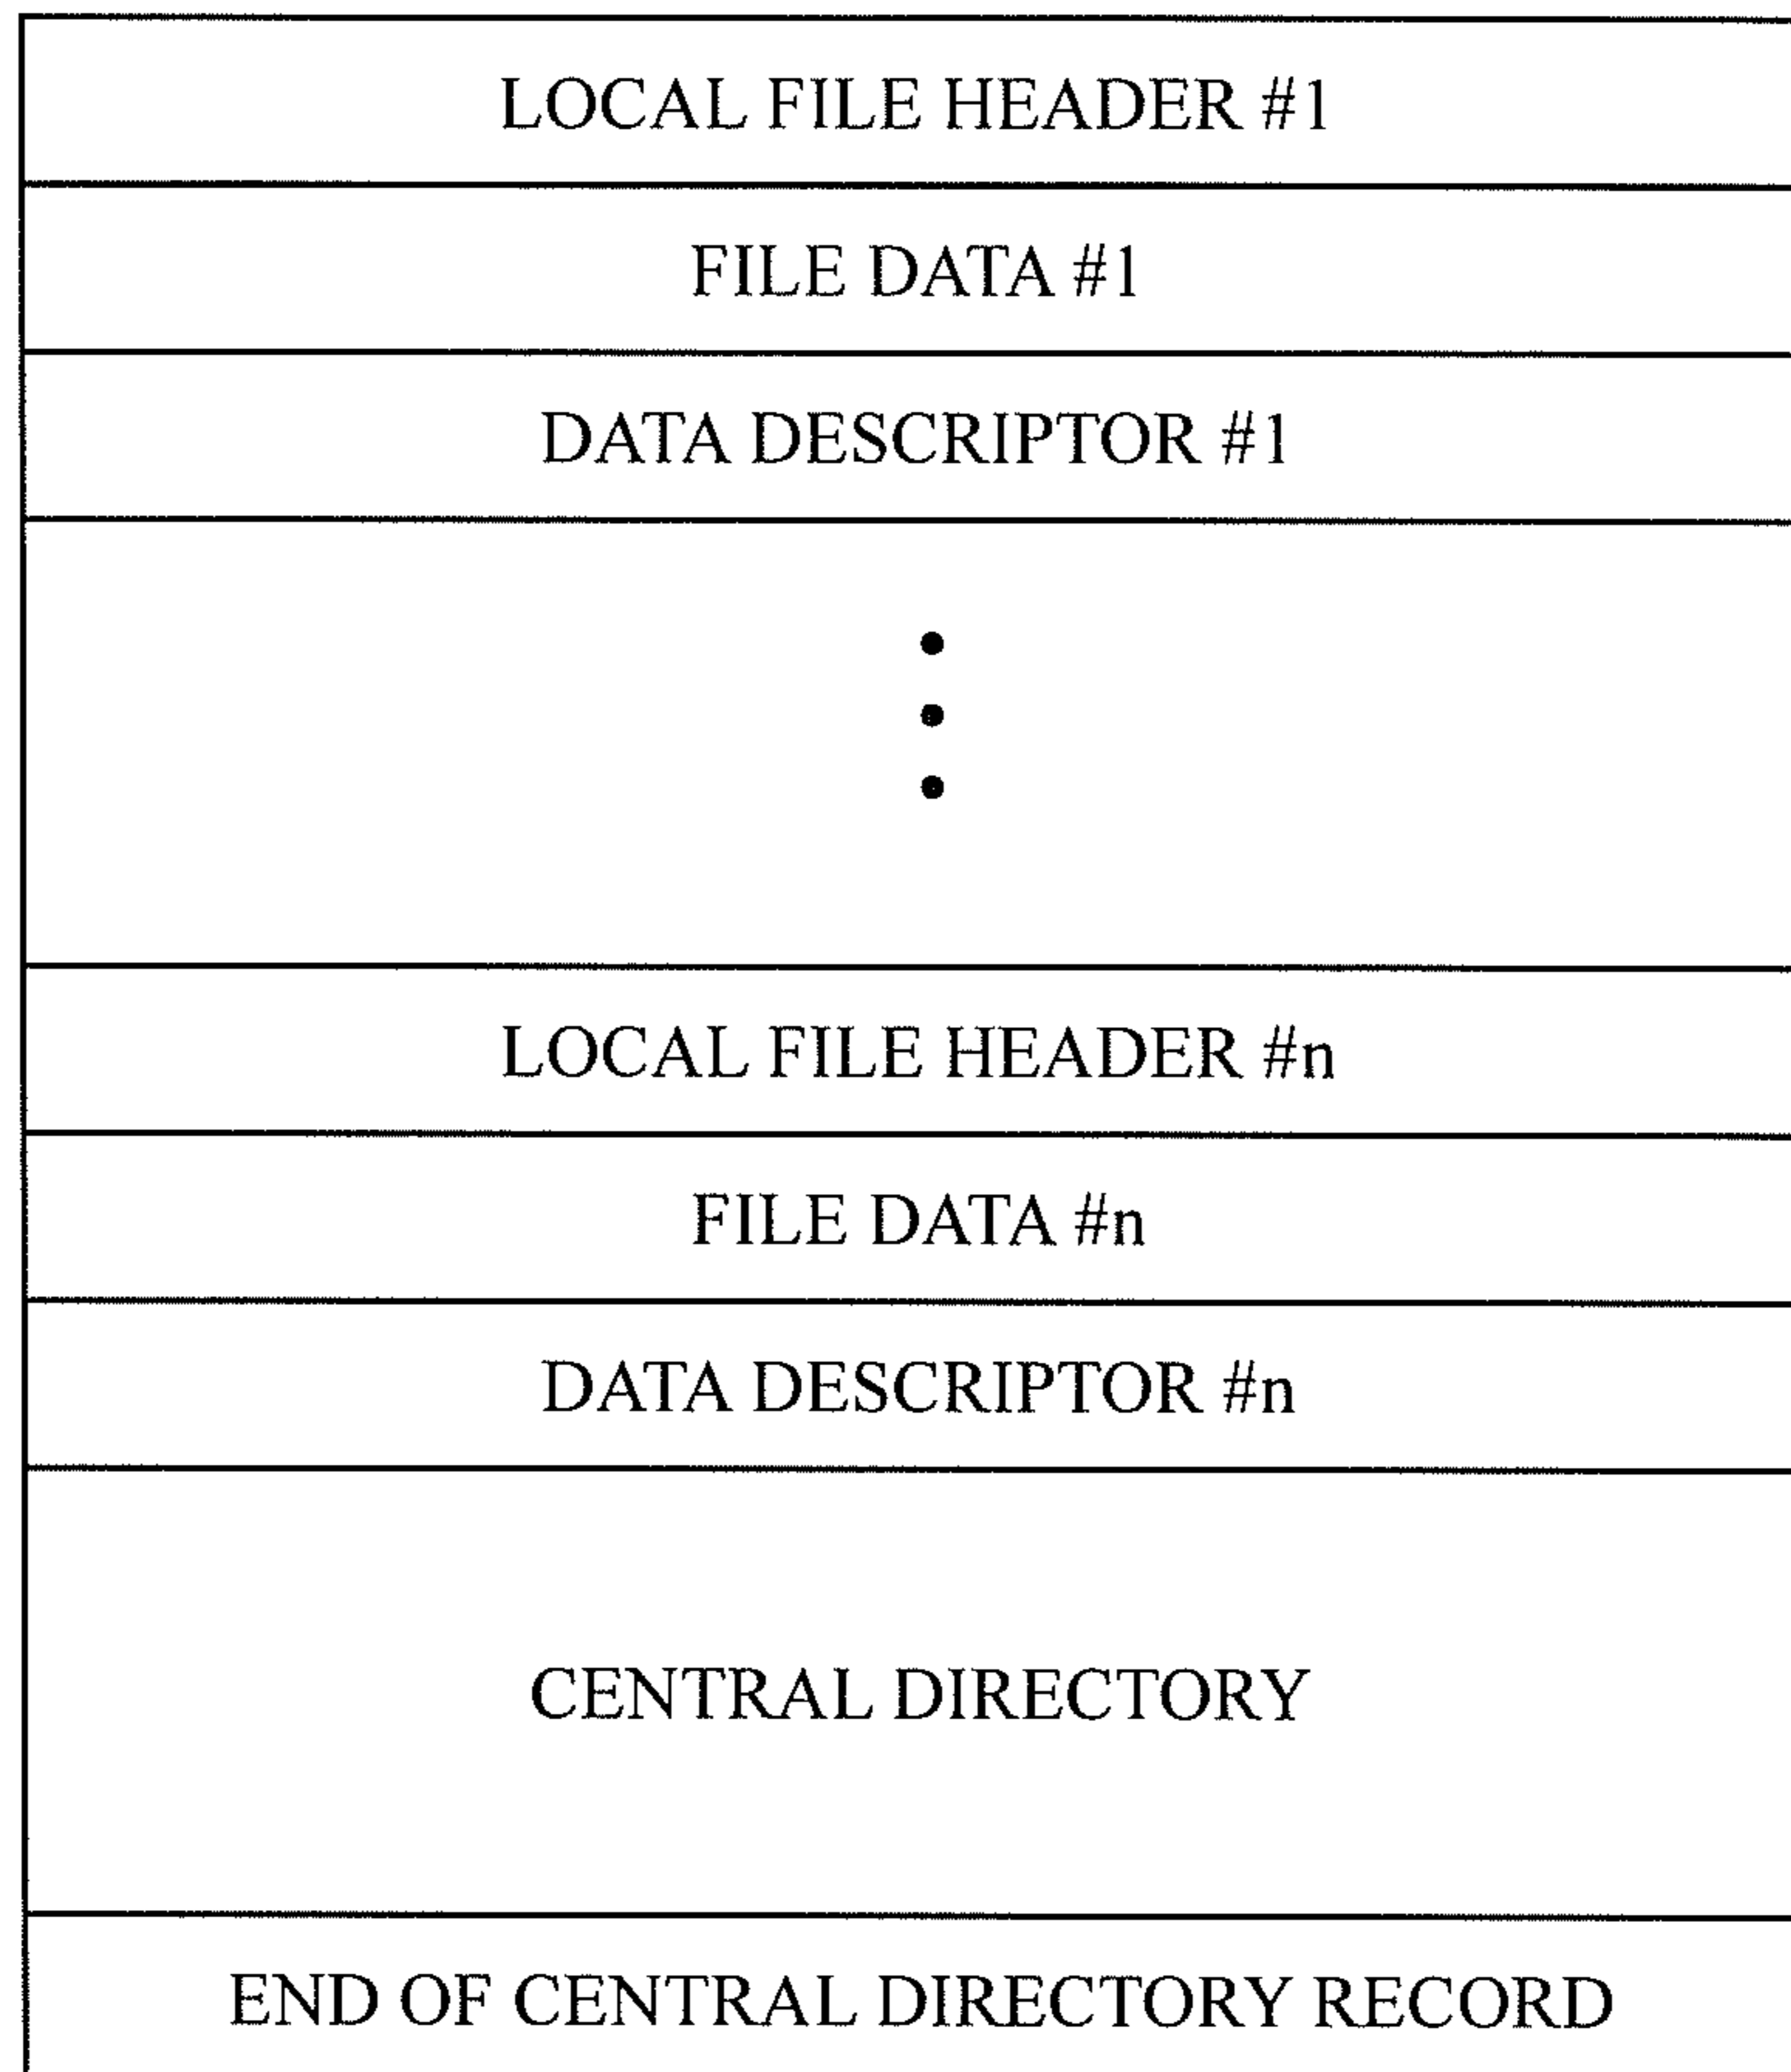 LOCAL FILE HEADER #1
FILE DATA #1
DATA DESCRIPTOR #1
LOCAL FILE HEADER #n
FILE DATA #n
DATA DESCRIPTOR #n
CENTRAL DIRECTORY
END OF CENTRAL DIRECTORY RECORD